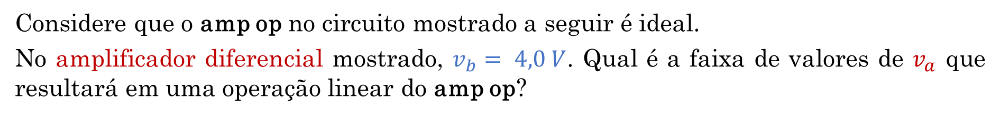 Considere que o amp op no circuito mostrado a seguir é ideal.
No amplificador diferencial mostrado, v_b = 4,0 V. Qual é a faixa de valores de v_a que
resultará em uma operação linear do amp op?